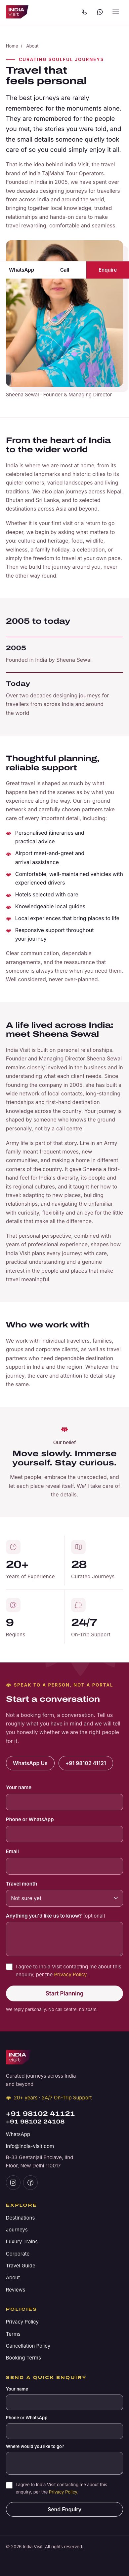 INDIA
visit
Home / About
CURATING SOULFUL JOURNEYS
Travel that
feels personal
The best journeys are rarely
remembered for the monuments alone.
They are remembered for the people
you met, the stories you were told, and
the small details someone quietly took
care of so you could simply enjoy it all.
That is the idea behind India Visit, the travel
brand of India TajMahal Tour Operators.
Founded in India in 2005, we have spent over
two decades designing journeys for travellers
from across India and around the world,
bringing together local knowledge, trusted
relationships and hands-on care to make
travel rewarding, comfortable and seamless.
WhatsApp
Call
Enquire
Sheena Sewal · Founder & Managing Director
From the heart of India
to the wider world
India is where we are most at home, from its
celebrated landmarks and historic cities to its
quieter corners, varied landscapes and living
traditions. We also plan journeys across Nepal,
Bhutan and Sri Lanka, and to selected
destinations across Asia and beyond.
Whether it is your first visit or a return to go
deeper, we begin by asking what matters to
you: culture and heritage, food, wildlife,
wellness, a family holiday, a celebration, or
simply the freedom to travel at your own pace.
Then we build the journey around you, never
the other way round.
2005 to today
2005
Founded in India by Sheena Sewal
Today
Over two decades designing journeys for
travellers from across India and around
the world
Thoughtful planning,
reliable support
Great travel is shaped as much by what
happens behind the scenes as by what you
experience along the way. Our on-ground
network and carefully chosen partners take
care of every important detail, including:
Personalised itineraries and
practical advice
Airport meet-and-greet and
arrival assistance
Comfortable, well-maintained vehicles with
experienced drivers
Hotels selected with care
Knowledgeable local guides
Local experiences that bring places to life
Responsive support throughout
your journey
Clear communication, dependable
arrangements, and the reassurance that
someone is always there when you need them.
Well considered, never over-planned.
A life lived across India:
meet Sheena Sewal
India Visit is built on personal relationships.
Founder and Managing Director Sheena Sewal
remains closely involved in the business and in
understanding what matters to each guest.
Having lived across India, she brings a wide
network of local contacts, long-standing
friendships and first-hand destination
knowledge from across the country. Your
journey is shaped by someone who knows the ground
personally, not by a call centre.
Army life is part of that story. Life in an Army
family meant frequent moves, new
communities, and making a home in different
corners of the country. It gave Sheena a first-
hand feel for India's diversity, its people and
its regional cultures, and it taught her how to
travel: adapting to new places, building
relationships, and navigating the unfamiliar
with curiosity, flexibility and an eye for the little
details that make all the difference.
That personal perspective, combined with
years of professional experience, shapes how
India Visit plans every journey: with care,
practical understanding and a genuine
interest in the people and places that make
travel meaningful.
Who we work with
We work with individual travellers, families,
groups and corporate clients, as well as travel
partners who need dependable destination
support in India and the region. Whatever the
journey, the care and attention to detail stay
the same.
Our belief
Move slowly. Immerse
yourself. Stay curious.
Meet people, embrace the unexpected, and
let each place reveal itself. We'll take care of
the details.
20+
Years of Experience
28
Curated Journeys
9
Regions
24/7
On-Trip Support
SPEAK TO A PERSON, NOT A PORTAL
Start a conversation
Not a booking form, a conversation. Tell us
roughly what you have in mind and we will tell
you honestly how we would do it. No
obligation, no pressure.
WhatsApp Us
+91 98102 41121
Your name
Phone or WhatsApp
Email
Travel month
Not sure yet
Anything you'd like us to know? (optional)
I agree to India Visit contacting me about this
enquiry, per the Privacy Policy.
Start Planning
We reply personally. No call centre, no spam.
INDIA
visit
Curated journeys across India
and beyond
20+ years · 24/7 On-Trip Support
+91 98102 41121
+91 98102 24108
WhatsApp
info@india-visit.com
B-33 Geetanjali Enclave, IInd
Floor, New Delhi 110017
EXPLORE
Destinations
Journeys
Luxury Trains
Corporate
Travel Guide
About
Reviews
POLICIES
Privacy Policy
Terms
Cancellation Policy
Booking Terms
SEND A QUICK ENQUIRY
Your name
Phone or WhatsApp
Where would you like to go?
I agree to India Visit contacting me about this
enquiry, per the Privacy Policy.
Send Enquiry
© 2026 India Visit. All rights reserved.